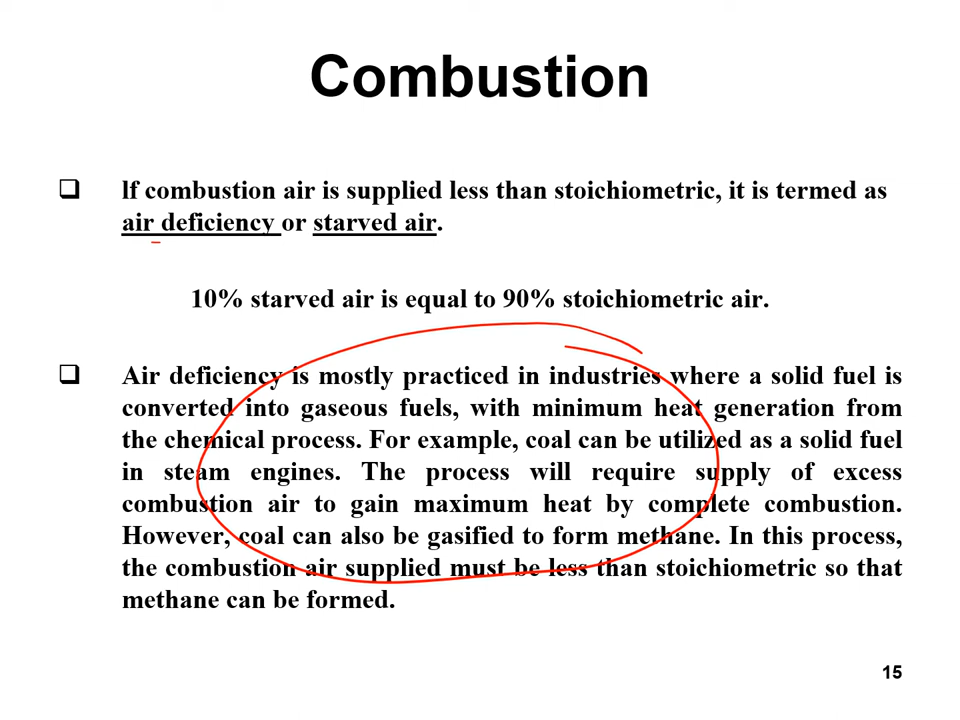 Combustion
If combustion air is supplied less than stoichiometric, it is termed as
air deficiency or starved air.
10% starved air is equal to 90% stoichiometric air.
Air deficiency is mostly practiced in industries where a solid fuel is
converted into gaseous fuels, with minimum heat generation from
the chemical process. For example, coal can be utilized as a solid fuel
in steam engines. The process will require supply of excess
combustion air to gain maximum heat by complete combustion.
However, coal can also be gasified to form methane. In this process,
the combustion air supplied must be less than stoichiometric so that
methane can be formed.
15